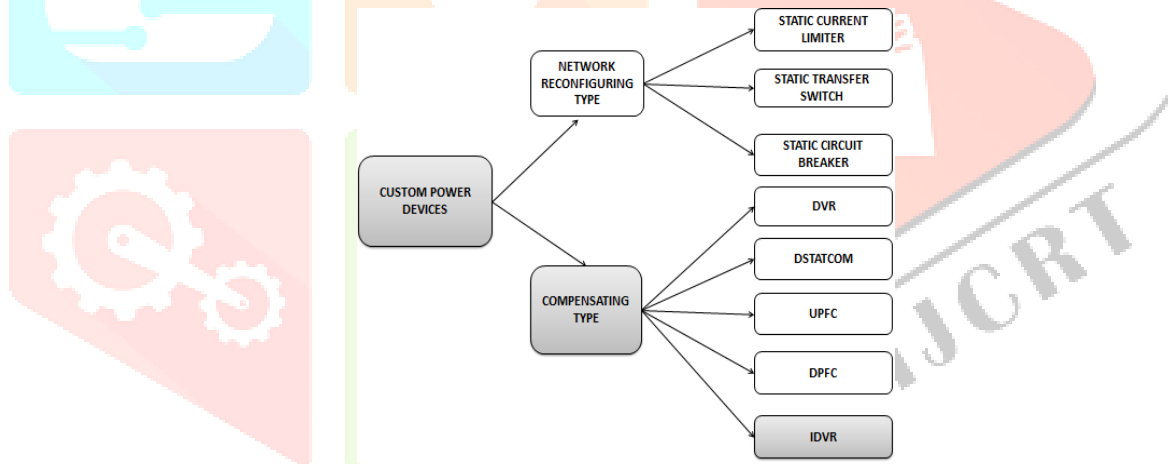 STATIC CURRENT
LIMITER
NETWORK
RECONFIGURING
TYPE
STATIC TRANSFER
SWITCH
STATIC CIRCUIT
BREAKER
CUSTOM POWER
DEVICES
DVR
DSTATCOM
COMPENSATING
TYPE
UPFC
DPFC
IDVR
IJCRT